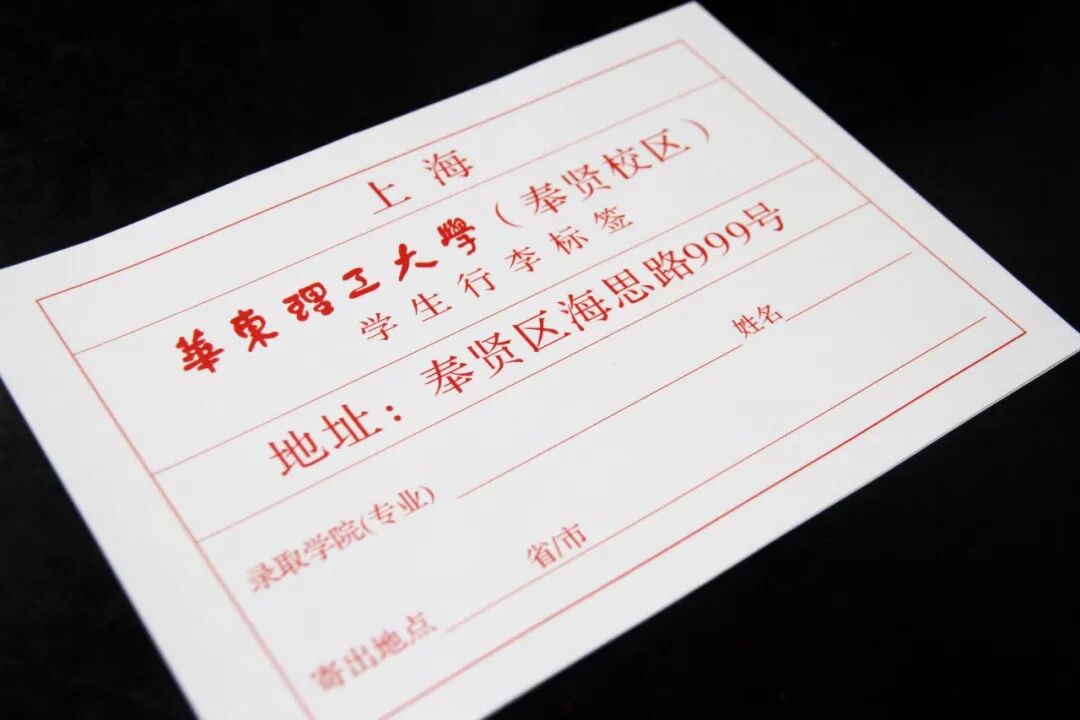 上海
華東理工大學（奉贤校区）
学生行李标签
地址：奉贤区海思路999号
录取学院(专业) 姓名
寄出地点 省/市